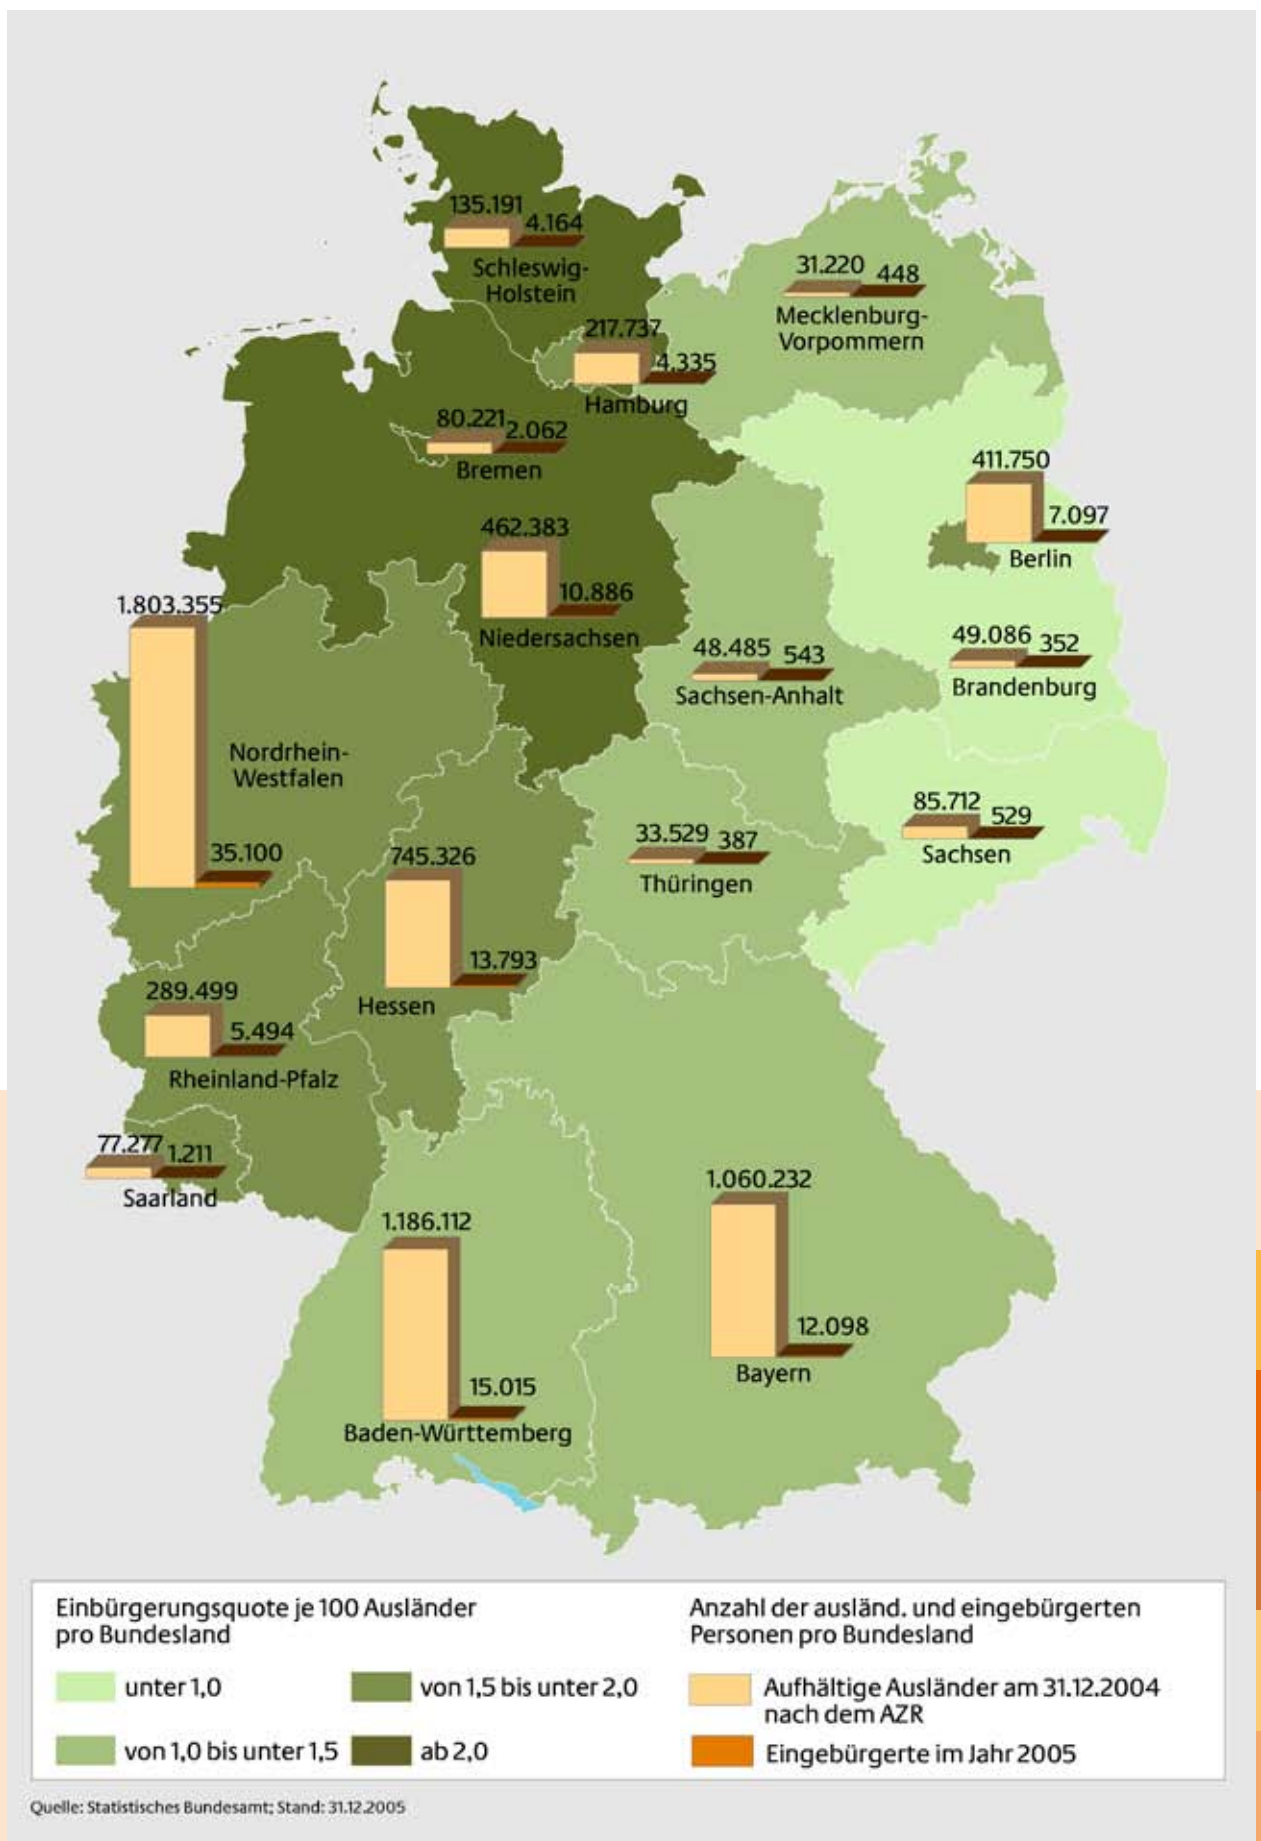 135.191
4.164
Schleswig-
Holstein
31.220 448
Mecklenburg-
Vorpommern
217.737
4.335
Hamburg
80.221 2.062
Bremen
411.750
7.097
Berlin
462.383
10.886
Niedersachsen
1.803.355
Nordrhein-
Westfalen
35.100
48.485 543
Sachsen-Anhalt
49.086 352
Brandenburg
85.712 529
Sachsen
33.529 387
Thüringen
745.326
13.793
Hessen
289.499
5.494
Rheinland-Pfalz
77.277 1.211
Saarland
1.186.112
15.015
Baden-Württemberg
1.060.232
12.098
Bayern
Einbürgerungsquote je 100 Ausländer
pro Bundesland
unter 1,0
von 1,5 bis unter 2,0
von 1,0 bis unter 1,5
ab 2,0
Anzahl der ausländ. und eingebürgerten
Personen pro Bundesland
Aufhältige Ausländer am 31.12.2004
nach dem AZR
Eingebürgerte im Jahr 2005
Quelle: Statistisches Bundesamt; Stand: 31.12.2005